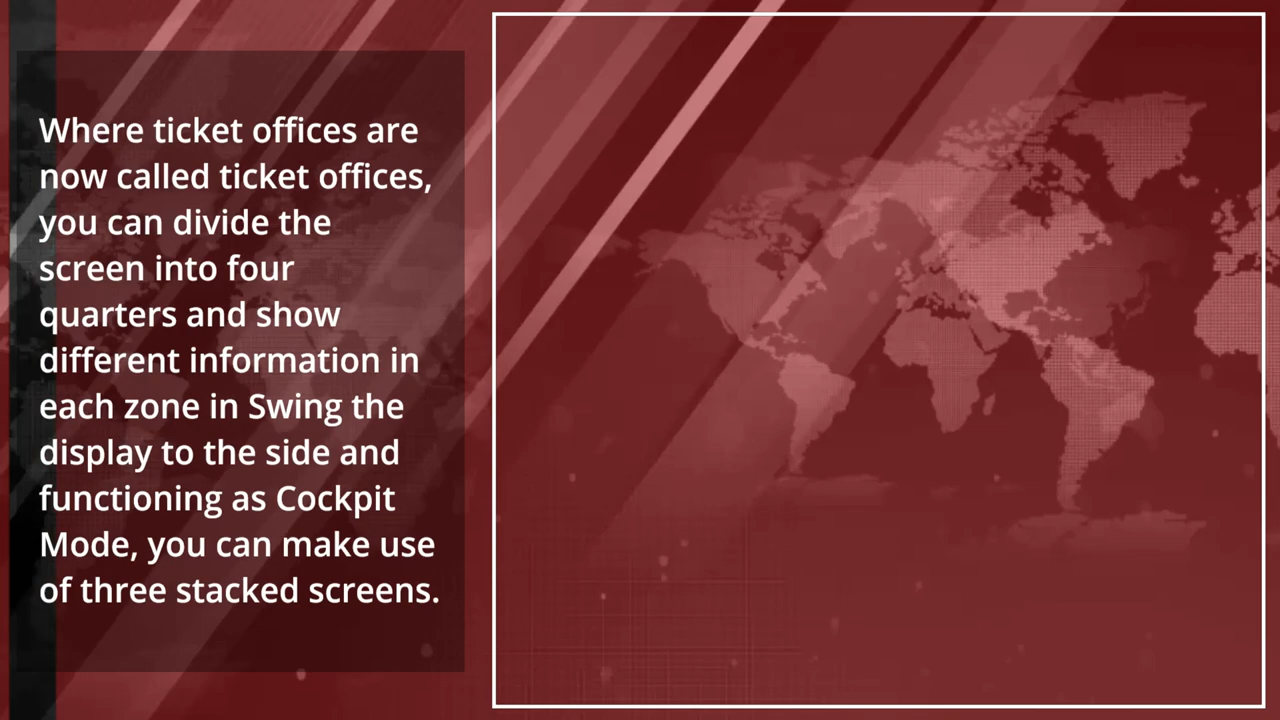 Where ticket offices are
now called ticket offices,
you can divide the
screen into four
quarters and show
different information in
each zone in Swing the
display to the side and
functioning as Cockpit
Mode, you can make use
of three stacked screens.